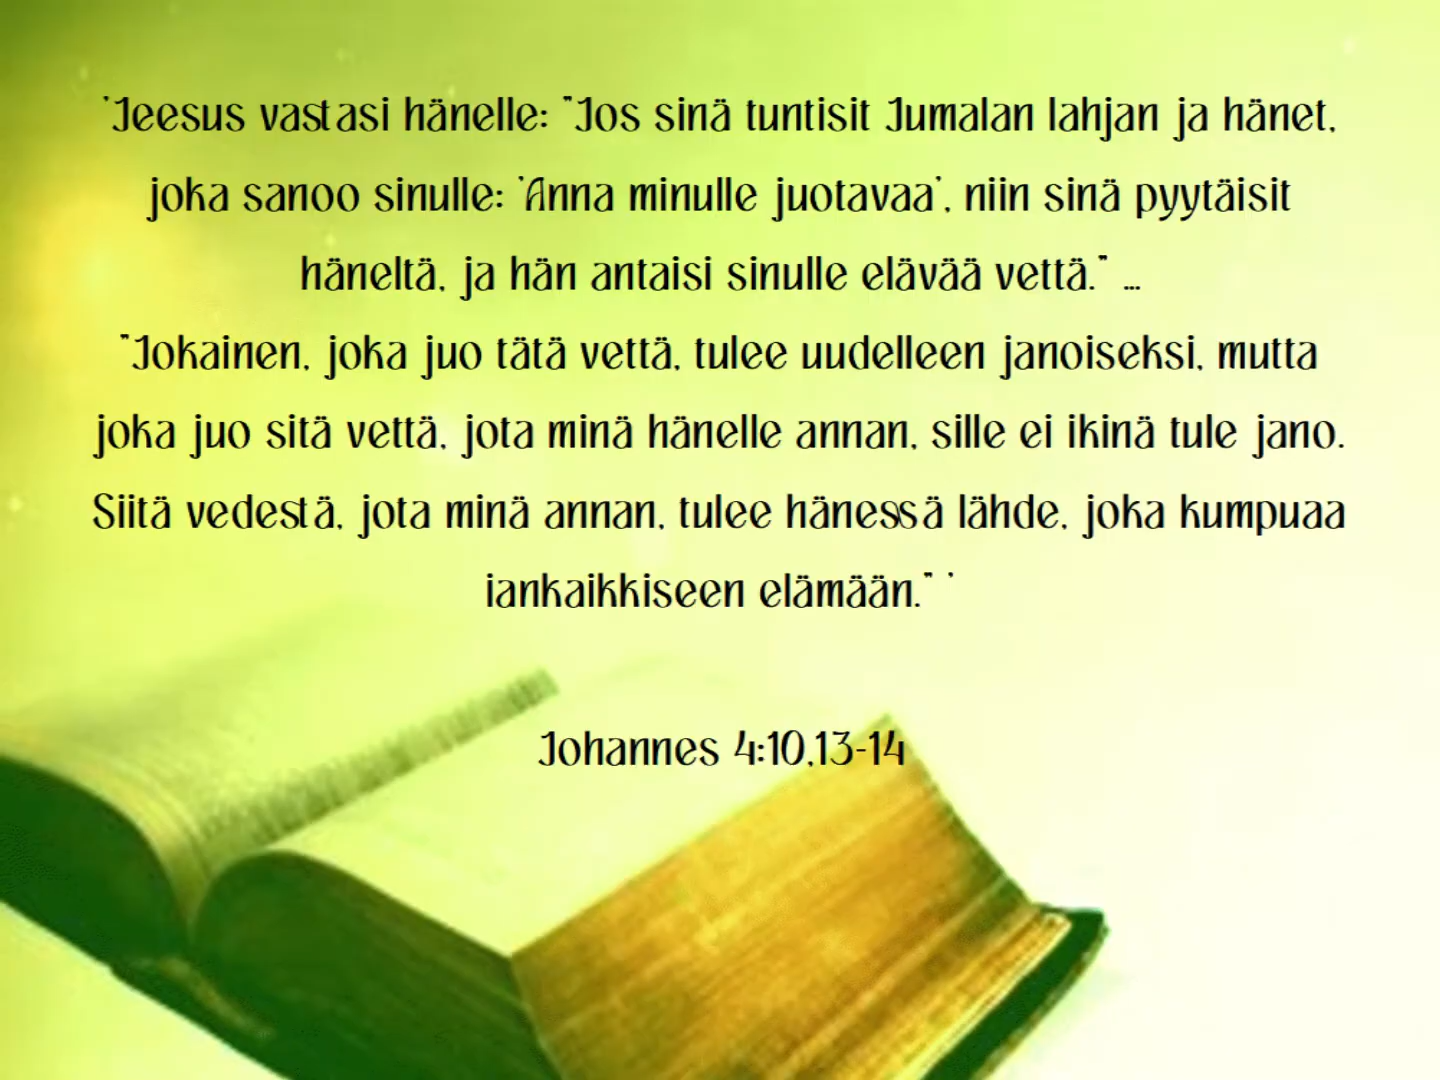 'Jeesus vastasi hänelle: "Jos sinä tuntisit Jumalan lahjan ja hänet,
joka sanoo sinulle: 'Anna minulle juotavaa', niin sinä pyytäisit
häneltä, ja hän antaisi sinulle elävää vettä." ...
"Jokainen, joka juo tätä vettä, tulee uudelleen janoiseksi, mutta
joka juo sitä vettä, jota minä hänelle annan, sille ei ikinä tule jano.
Siitä vedestä, jota minä annan, tulee hänessä lähde, joka kumpuaa
iankaikkiseen elämään." '
Johannes 4:10,13-14